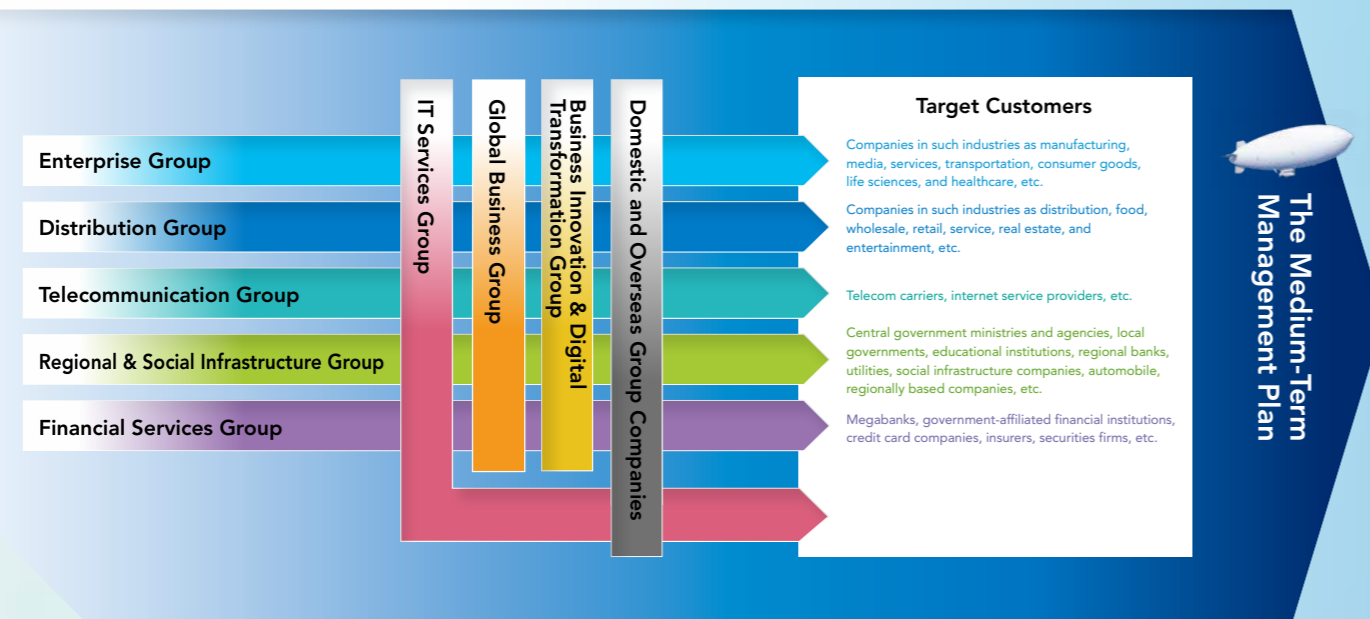 Enterprise Group
Distribution Group
Telecommunication Group
Regional & Social Infrastructure Group
Financial Services Group
IT Services Group
Global Business Group
Business Innovation & Digital
Transformation Group
Domestic and Overseas Group Companies
Target Customers
Companies in such industries as manufacturing,
media, services, transportation, consumer goods,
life sciences, and healthcare, etc.
Companies in such industries as distribution, food,
wholesale, retail, service, real estate, and
entertainment, etc.
Telecom carriers, internet service providers, etc.
Central government ministries and agencies, local
governments, educational institutions, regional banks,
utilities, social infrastructure companies, automobile,
regionally based companies, etc.
Megabanks, government-affiliated financial institutions,
credit card companies, insurers, securities firms, etc.
The Medium-Term
Management Plan